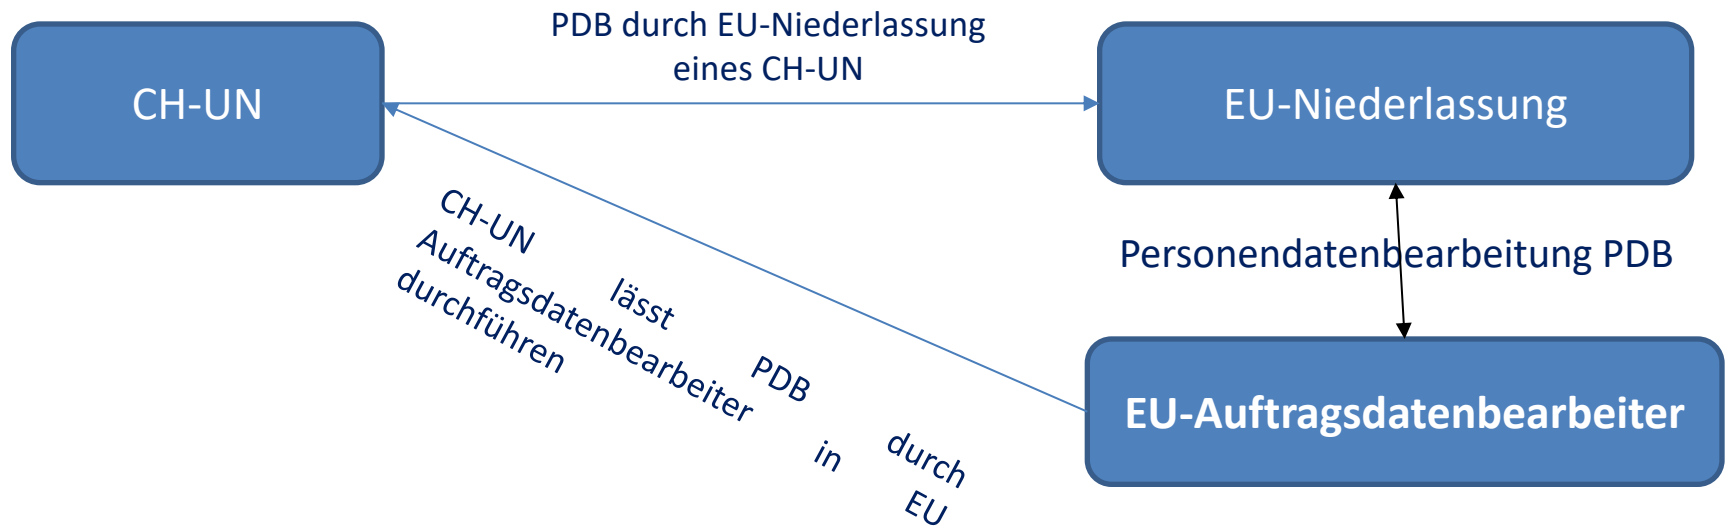 PDB durch EU-Niederlassung
eines CH-UN
CH-UN
EU-Niederlassung
Personendatenbearbeitung PDB
CH-UN lässt PDB durch
Auftragsdatenbearbeiter in EU
durchführen
EU-Auftragsdatenbearbeiter